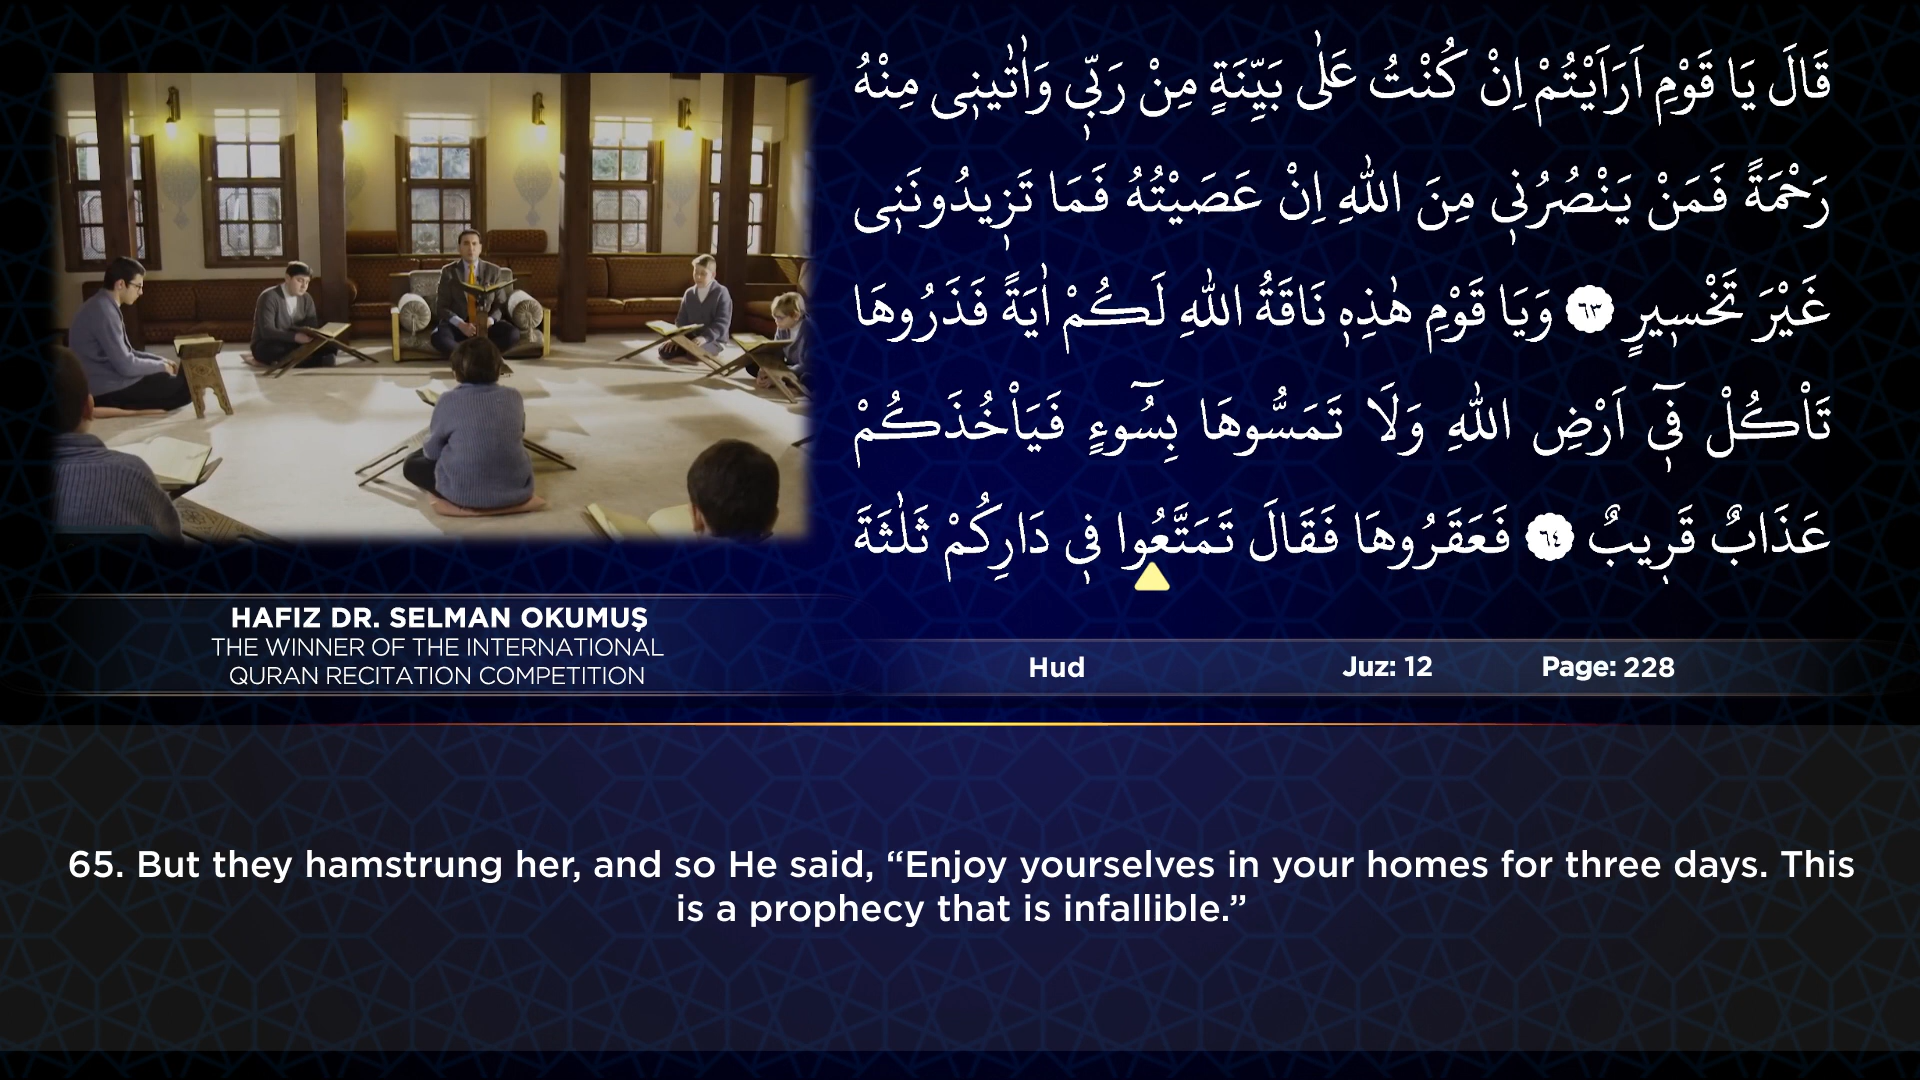 قَالَ يَا قَوْمِ اَرَاَيْتُمْ اِنْ كُنْتُ عَلٰى بَيِّنَةٍ مِنْ رَبّ۪ي وَاٰتٰين۪ى مِنْهُ
رَحْمَةً فَمَنْ يَنْصُرُن۪ي مِنَ اللّٰهِ اِنْ عَصَيْتُهُ فَمَا تَز۪يدُونَن۪ى
غَيْرَ تَخْس۪يرٍ ٦٣ وَيَا قَوْمِ هٰذِه۪ نَاقَةُ اللّٰهِ لَكُمْ اٰيَةً فَذَرُوهَا
تَاْكُلْ ف۪ٓي اَرْضِ اللّٰهِ وَلَا تَمَسُّوهَا بِسُٓوءٍ فَيَاْخُذَكُمْ
عَذَابٌ قَر۪يبٌ ٦٤ فَعَقَرُوهَا فَقَالَ تَمَتَّعُوا ف۪ي دَارِكُمْ ثَلٰثَةَ
HAFIZ DR. SELMAN OKUMUŞ
THE WINNER OF THE INTERNATIONAL
QURAN RECITATION COMPETITION
Hud Juz: 12 Page: 228
65. But they hamstrung her, and so He said, “Enjoy yourselves in your homes for three days. This
is a prophecy that is infallible.”